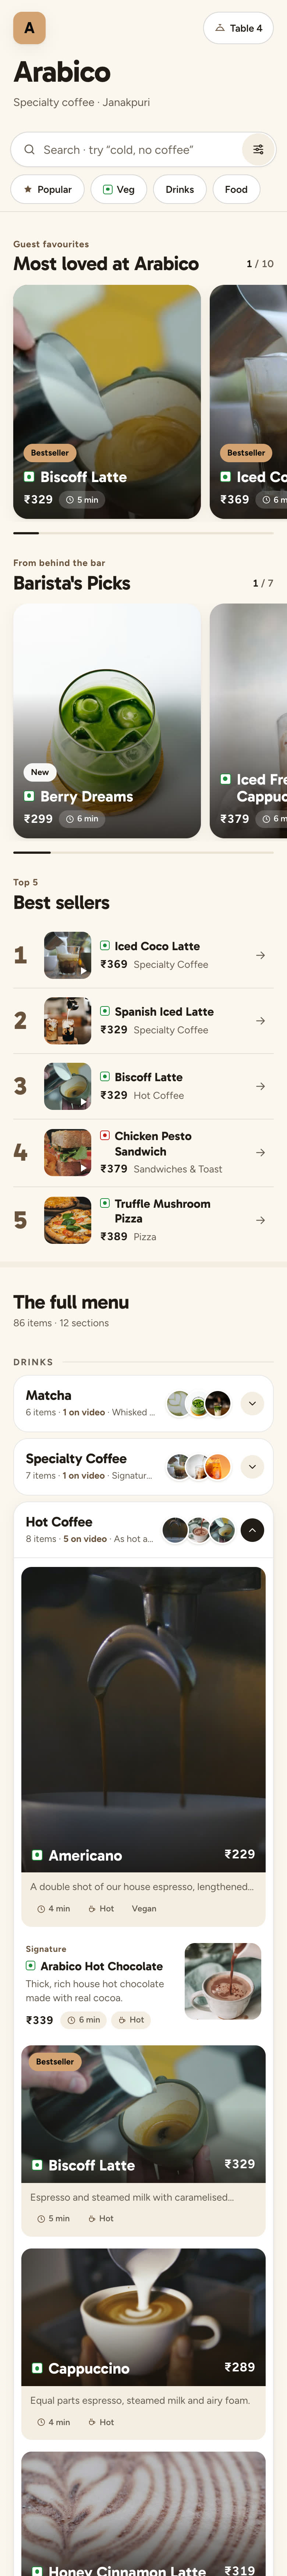 A
Table 4
Arabico
Specialty coffee · Janakpuri
Search · try “cold, no coffee”
Popular
Veg
Drinks
Food
Guest favourites
Most loved at Arabico
1 / 10
Bestseller
Biscoff Latte
₹329
5 min
Bestseller
Iced Co
₹369
6 m
From behind the bar
Barista's Picks
1 / 7
New
Berry Dreams
₹299
6 min
Iced Fre
Cappuc
₹379
6 m
Top 5
Best sellers
1
Iced Coco Latte
₹369 Specialty Coffee
2
Spanish Iced Latte
₹329 Specialty Coffee
3
Biscoff Latte
₹329 Hot Coffee
4
Chicken Pesto
Sandwich
₹379 Sandwiches & Toast
5
Truffle Mushroom
Pizza
₹389 Pizza
The full menu
86 items · 12 sections
DRINKS
Matcha
6 items · 1 on video · Whisked ...
Specialty Coffee
7 items · 1 on video · Signatur...
Hot Coffee
8 items · 5 on video · As hot a...
Americano
₹229
A double shot of our house espresso, lengthened...
4 min
Hot
Vegan
Signature
Arabico Hot Chocolate
Thick, rich house hot chocolate
made with real cocoa.
₹339
6 min
Hot
Bestseller
Biscoff Latte
₹329
Espresso and steamed milk with caramelised...
5 min
Hot
Cappuccino
₹289
Equal parts espresso, steamed milk and airy foam.
4 min
Hot
Honey Cinnamon Latte
₹319